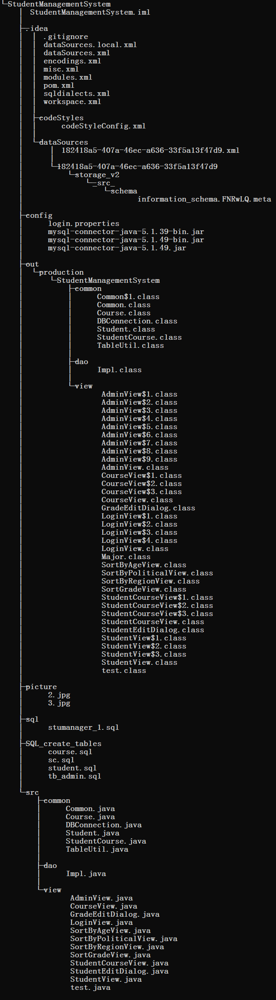 └─StudentManagementSystem
    │  StudentManagementSystem.iml
    │
    ├─.idea
    │  │  .gitignore
    │  │  dataSources.local.xml
    │  │  dataSources.xml
    │  │  encodings.xml
    │  │  misc.xml
    │  │  modules.xml
    │  │  pom.xml
    │  │  sqldialects.xml
    │  │  workspace.xml
    │  │
    │  ├─codeStyles
    │  │      codeStyleConfig.xml
    │  │
    │  └─dataSources
    │      │  182418a5-407a-46ec-a636-33f5a13f47d9.xml
    │      │
    │      └─182418a5-407a-46ec-a636-33f5a13f47d9
    │          └─storage_v2
    │              └─_src_
    │                  └─schema
    │                          information_schema.FNRwLQ.meta
    │
    ├─config
    │      login.properties
    │      mysql-connector-java-5.1.39-bin.jar
    │      mysql-connector-java-5.1.49-bin.jar
    │      mysql-connector-java-5.1.49.jar
    │
    ├─out
    │  └─production
    │      └─StudentManagementSystem
    │          ├─common
    │          │      Common$1.class
    │          │      Common.class
    │          │      Course.class
    │          │      DBConnection.class
    │          │      Student.class
    │          │      StudentCourse.class
    │          │      TableUtil.class
    │          │
    │          ├─dao
    │          │      Impl.class
    │          │
    │          └─view
    │                  AdminView$1.class
    │                  AdminView$2.class
    │                  AdminView$3.class
    │                  AdminView$4.class
    │                  AdminView$5.class
    │                  AdminView$6.class
    │                  AdminView$7.class
    │                  AdminView$8.class
    │                  AdminView$9.class
    │                  AdminView.class
    │                  CourseView$1.class
    │                  CourseView$2.class
    │                  CourseView$3.class
    │                  CourseView.class
    │                  GradeEditDialog.class
    │                  LoginView$1.class
    │                  LoginView$2.class
    │                  LoginView$3.class
    │                  LoginView$4.class
    │                  LoginView.class
    │                  Major.class
    │                  SortByAgeView.class
    │                  SortByPoliticalView.class
    │                  SortByRegionView.class
    │                  SortGradeView.class
    │                  StudentCourseView$1.class
    │                  StudentCourseView$2.class
    │                  StudentCourseView$3.class
    │                  StudentCourseView.class
    │                  StudentEditDialog.class
    │                  StudentView$1.class
    │                  StudentView$2.class
    │                  StudentView$3.class
    │                  StudentView.class
    │                  test.class
    │
    ├─picture
    │      2.jpg
    │      3.jpg
    │
    ├─sql
    │      stumanager_1.sql
    │
    ├─SQL_create_tables
    │      course.sql
    │      sc.sql
    │      student.sql
    │      tb_admin.sql
    │
    └─src
        ├─common
        │      Common.java
        │      Course.java
        │      DBConnection.java
        │      Student.java
        │      StudentCourse.java
        │      TableUtil.java
        │
        ├─dao
        │      Impl.java
        │
        └─view
                AdminView.java
                CourseView.java
                GradeEditDialog.java
                LoginView.java
                SortByAgeView.java
                SortByPoliticalView.java
                SortByRegionView.java
                SortGradeView.java
                StudentCourseView.java
                StudentEditDialog.java
                StudentView.java
                test.java